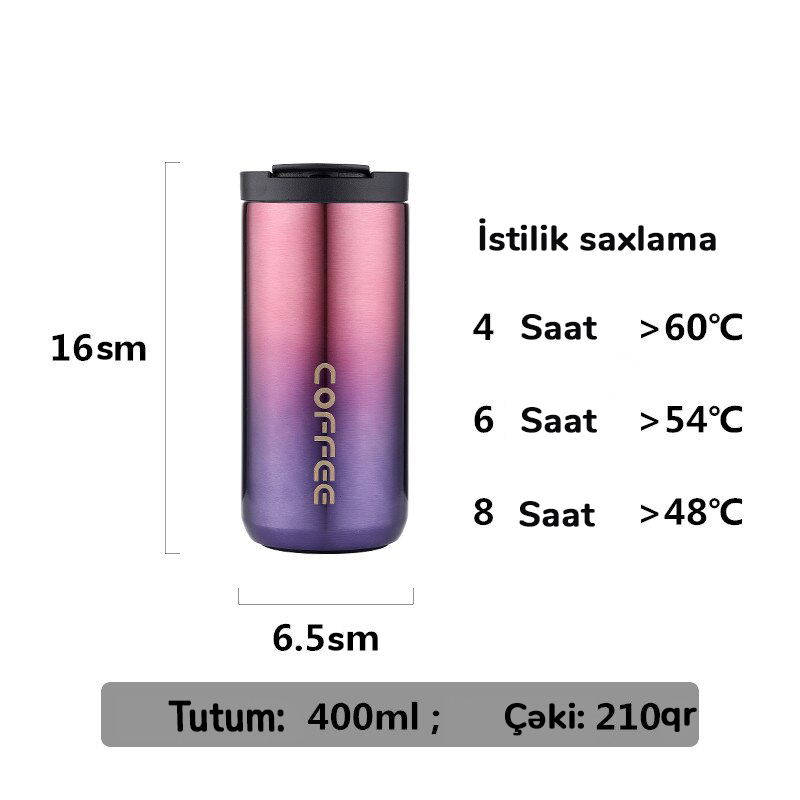 İstilik saxlama
4 Saat >60℃
16sm
COFFEE
6 Saat >54℃
8 Saat >48℃
6.5sm
Tutum: 400ml ; Çəki: 210qr